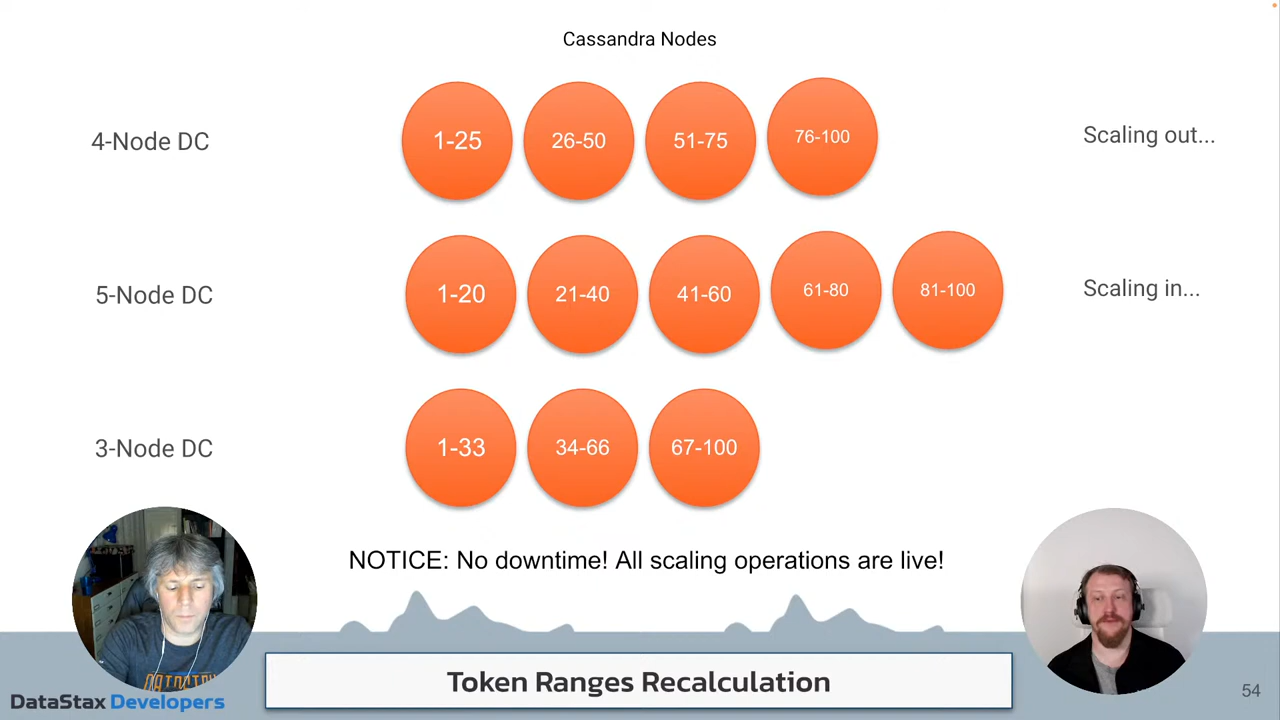 Cassandra Nodes
4-Node DC
1-25
26-50
51-75
76-100
Scaling out...
5-Node DC
1-20
21-40
41-60
61-80
81-100
Scaling in...
3-Node DC
1-33
34-66
67-100
NOTICE: No downtime! All scaling operations are live!
Token Ranges Recalculation
DataStax Developers
54